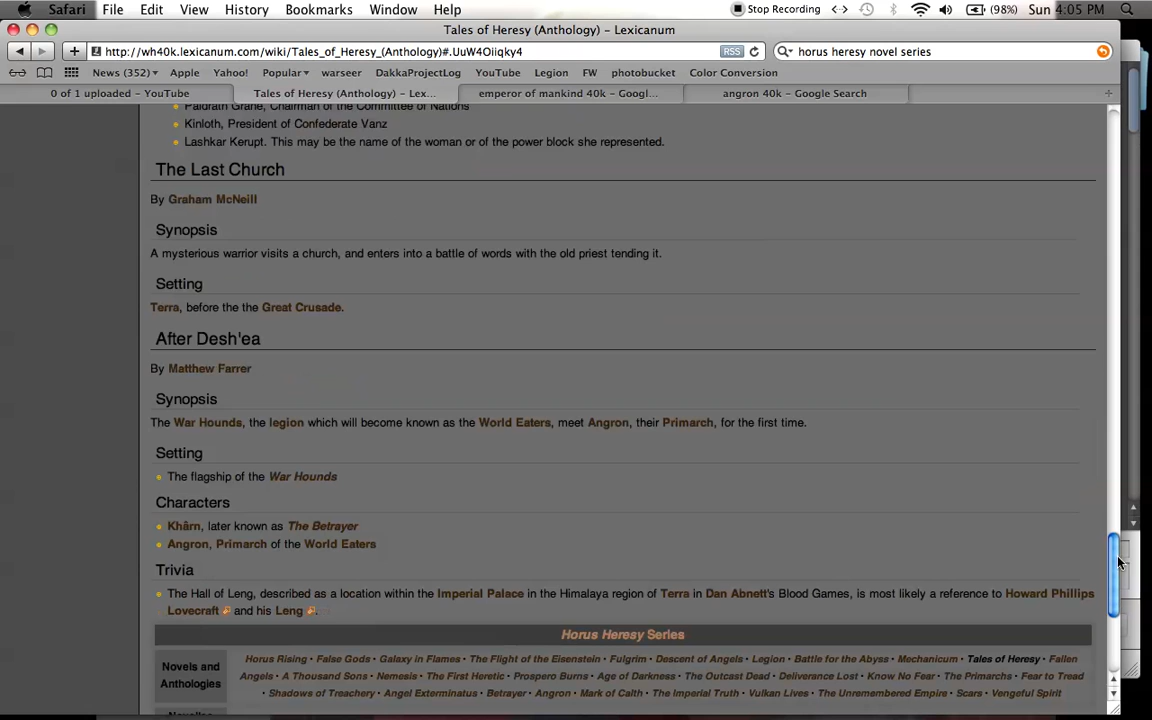 Safari File Edit View History Bookmarks Window Help Stop Recording (98%) Sun 4:05 PM
Tales of Heresy (Anthology) – Lexicanum
http://wh40k.lexicanum.com/wiki/Tales_of_Heresy_(Anthology)#.UuW4Oiiqky4 RSS horus heresy novel series
News (352) Apple Yahoo! Popular warseer DakkaProjectLog YouTube Legion FW photobucket Color Conversion
0 of 1 uploaded – YouTube Tales of Heresy (Anthology) – Lex... emperor of mankind 40k – Googl... angron 40k – Google Search
Paldrath Grane, Chairman of the Committee of Nations
Kinloth, President of Confederate Vanz
Lashkar Kerupt. This may be the name of the woman or of the power block she represented.
The Last Church
By Graham McNeill
Synopsis
A mysterious warrior visits a church, and enters into a battle of words with the old priest tending it.
Setting
Terra, before the the Great Crusade.
After Desh'ea
By Matthew Farrer
Synopsis
The War Hounds, the legion which will become known as the World Eaters, meet Angron, their Primarch, for the first time.
Setting
The flagship of the War Hounds
Characters
Khârn, later known as The Betrayer
Angron, Primarch of the World Eaters
Trivia
The Hall of Leng, described as a location within the Imperial Palace in the Himalaya region of Terra in Dan Abnett's Blood Games, is most likely a reference to Howard Phillips
Lovecraft and his Leng .
Horus Heresy Series
Novels and Anthologies
Horus Rising • False Gods • Galaxy in Flames • The Flight of the Eisenstein • Fulgrim • Descent of Angels • Legion • Battle for the Abyss • Mechanicum • Tales of Heresy • Fallen
Angels • A Thousand Sons • Nemesis • The First Heretic • Prospero Burns • Age of Darkness • The Outcast Dead • Deliverance Lost • Know No Fear • The Primarchs • Fear to Tread
• Shadows of Treachery • Angel Exterminatus • Betrayer • Angron • Mark of Calth • The Imperial Truth • Vulkan Lives • The Unremembered Empire • Scars • Vengeful Spirit